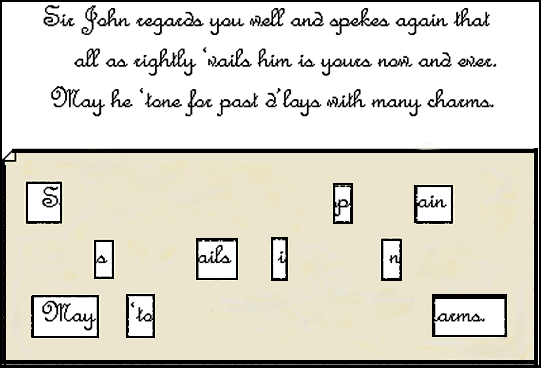 Sir John regards you well and spekes again that
all as rightly 'vails him is yours now and ever.
May he 'tone for past d'lays with many charms.
S p ain
s ails i n
May 'to arms.